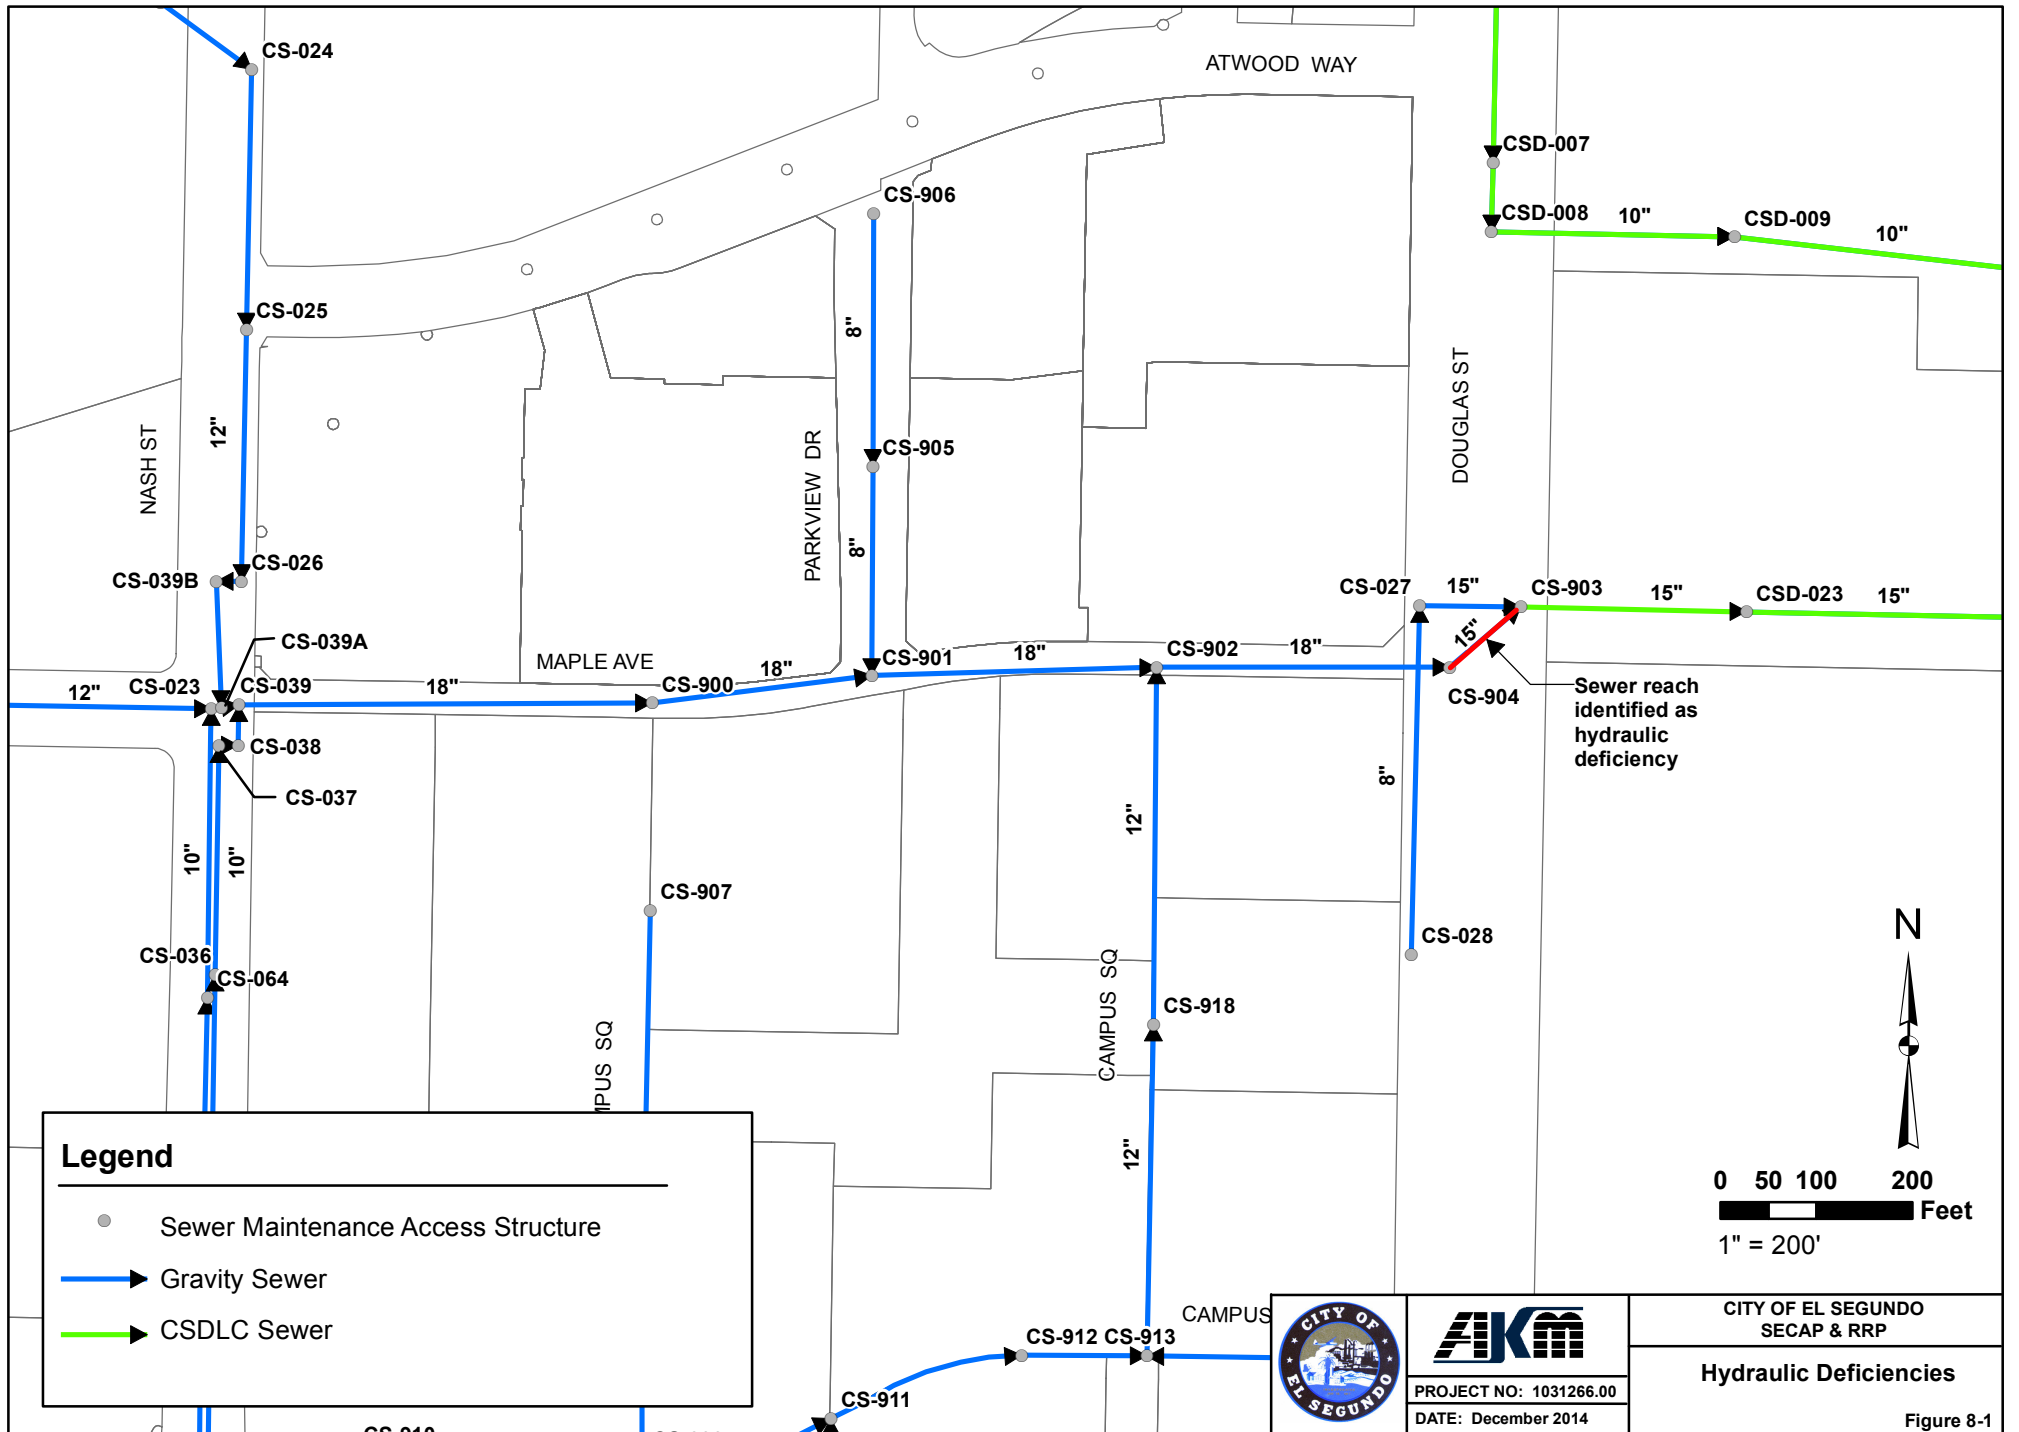 CS-024
ATWOOD WAY
CSD-007
CS-906
CSD-008
10"
CSD-009
10"
CS-025
8"
12"
NASH ST
PARKVIEW DR
DOUGLAS ST
CS-905
8"
CS-039B
CS-026
CS-027
15"
CS-903
15"
CSD-023
15"
CS-039A
15"
MAPLE AVE
18"
CS-901
18"
CS-902
18"
12"
CS-023
CS-039
18"
CS-900
CS-904
Sewer reach
identified as
hydraulic
deficiency
CS-038
CS-037
8"
12"
10"
10"
CS-907
CS-028
N
CS-036
CS-064
CAMPUS SQ
CS-918
MPUS SQ
12"
Legend
Sewer Maintenance Access Structure
Gravity Sewer
CSDLC Sewer
0 50 100 200
Feet
1" = 200'
CAMPUS
CS-912
CS-913
CS-911
CITY OF EL SEGUNDO
AKM
PROJECT NO: 1031266.00
DATE: December 2014
CITY OF EL SEGUNDO
SECAP & RRP
Hydraulic Deficiencies
Figure 8-1